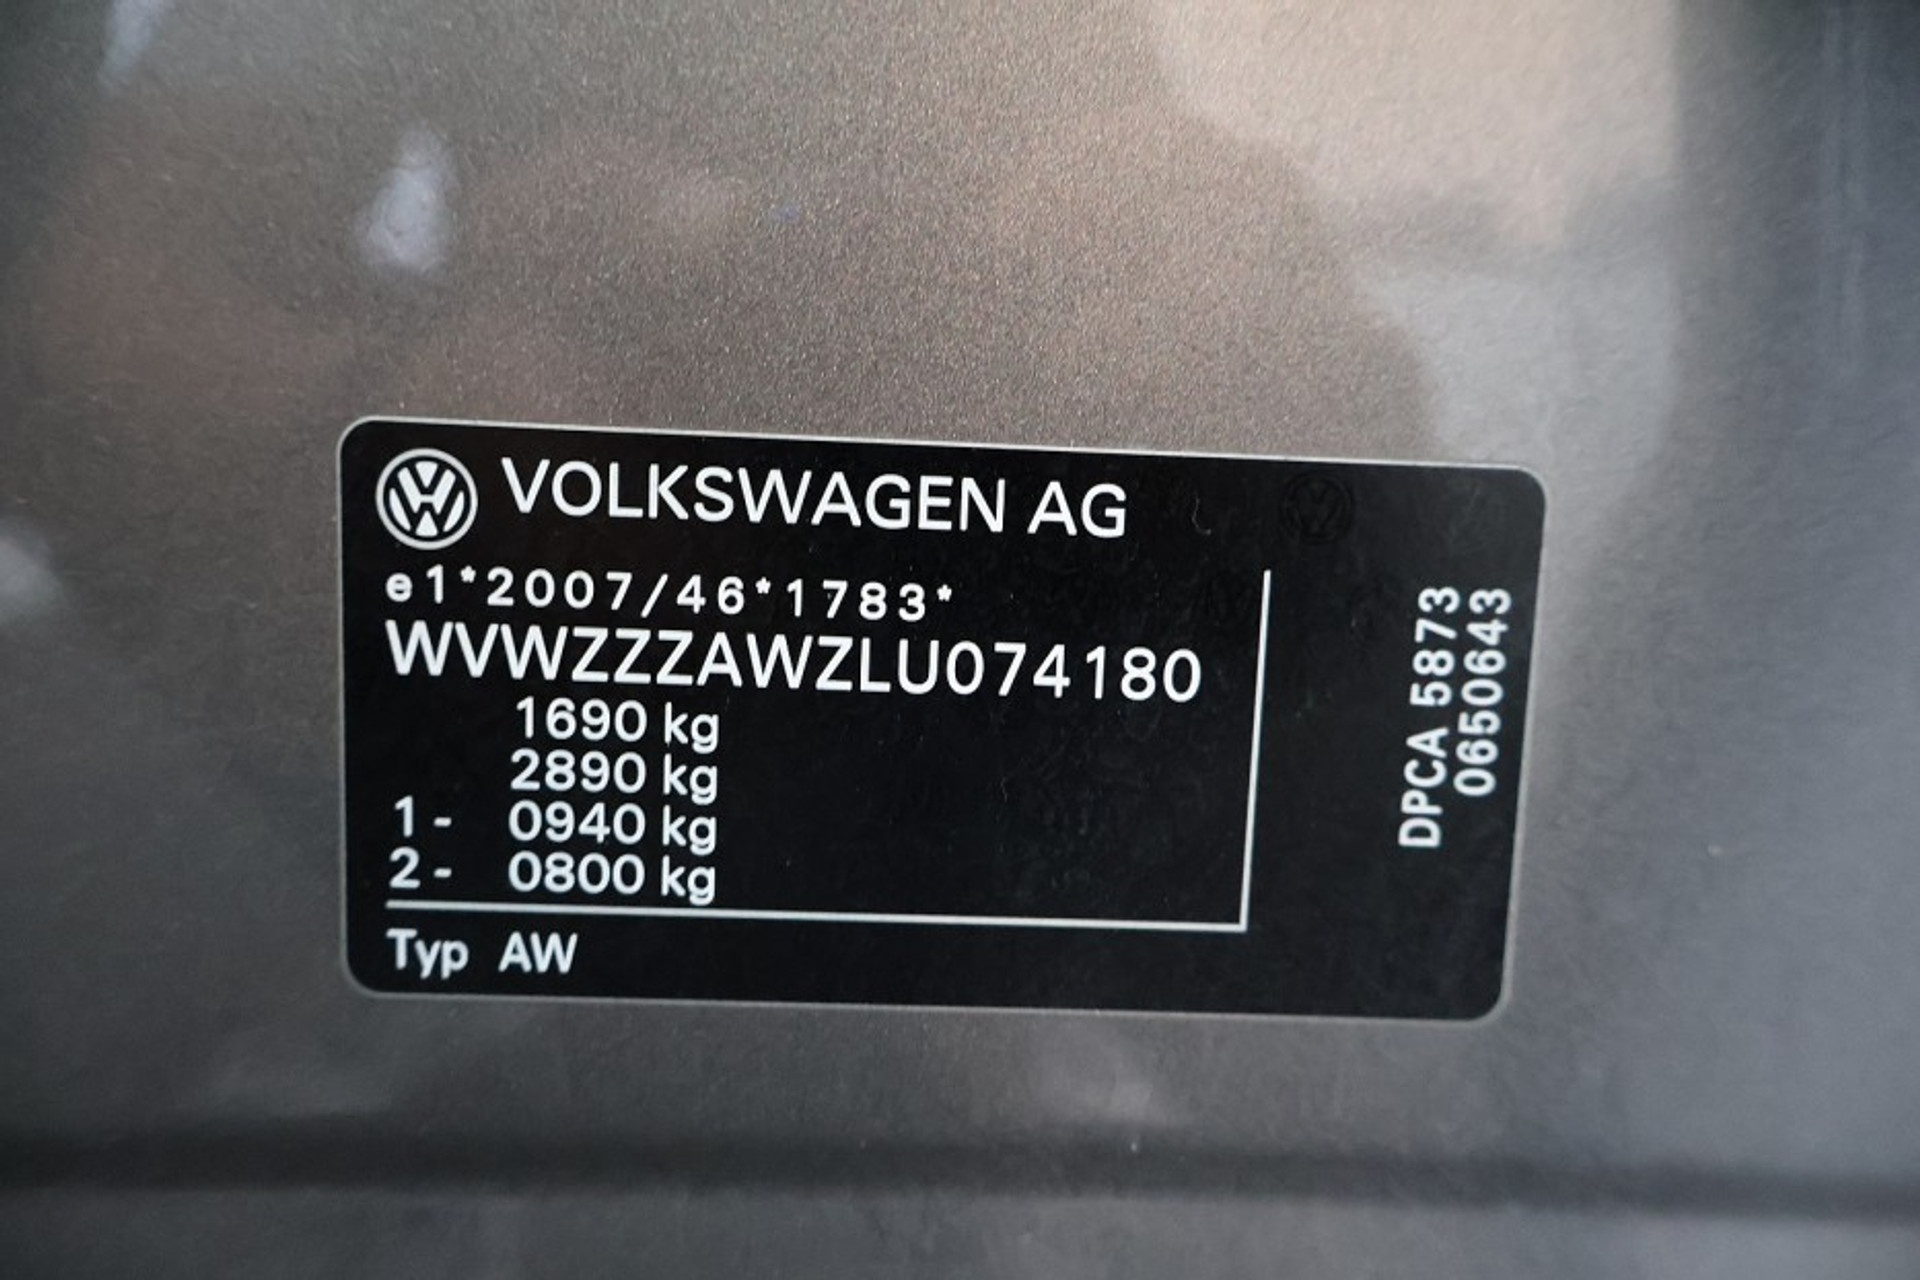 VOLKSWAGEN AG
e1*2007/46*1783*
WVWZZZAWZLU074180
1690 kg
2890 kg
1- 0940 kg
2- 0800 kg
Typ AW
DPCA 5873
0650643